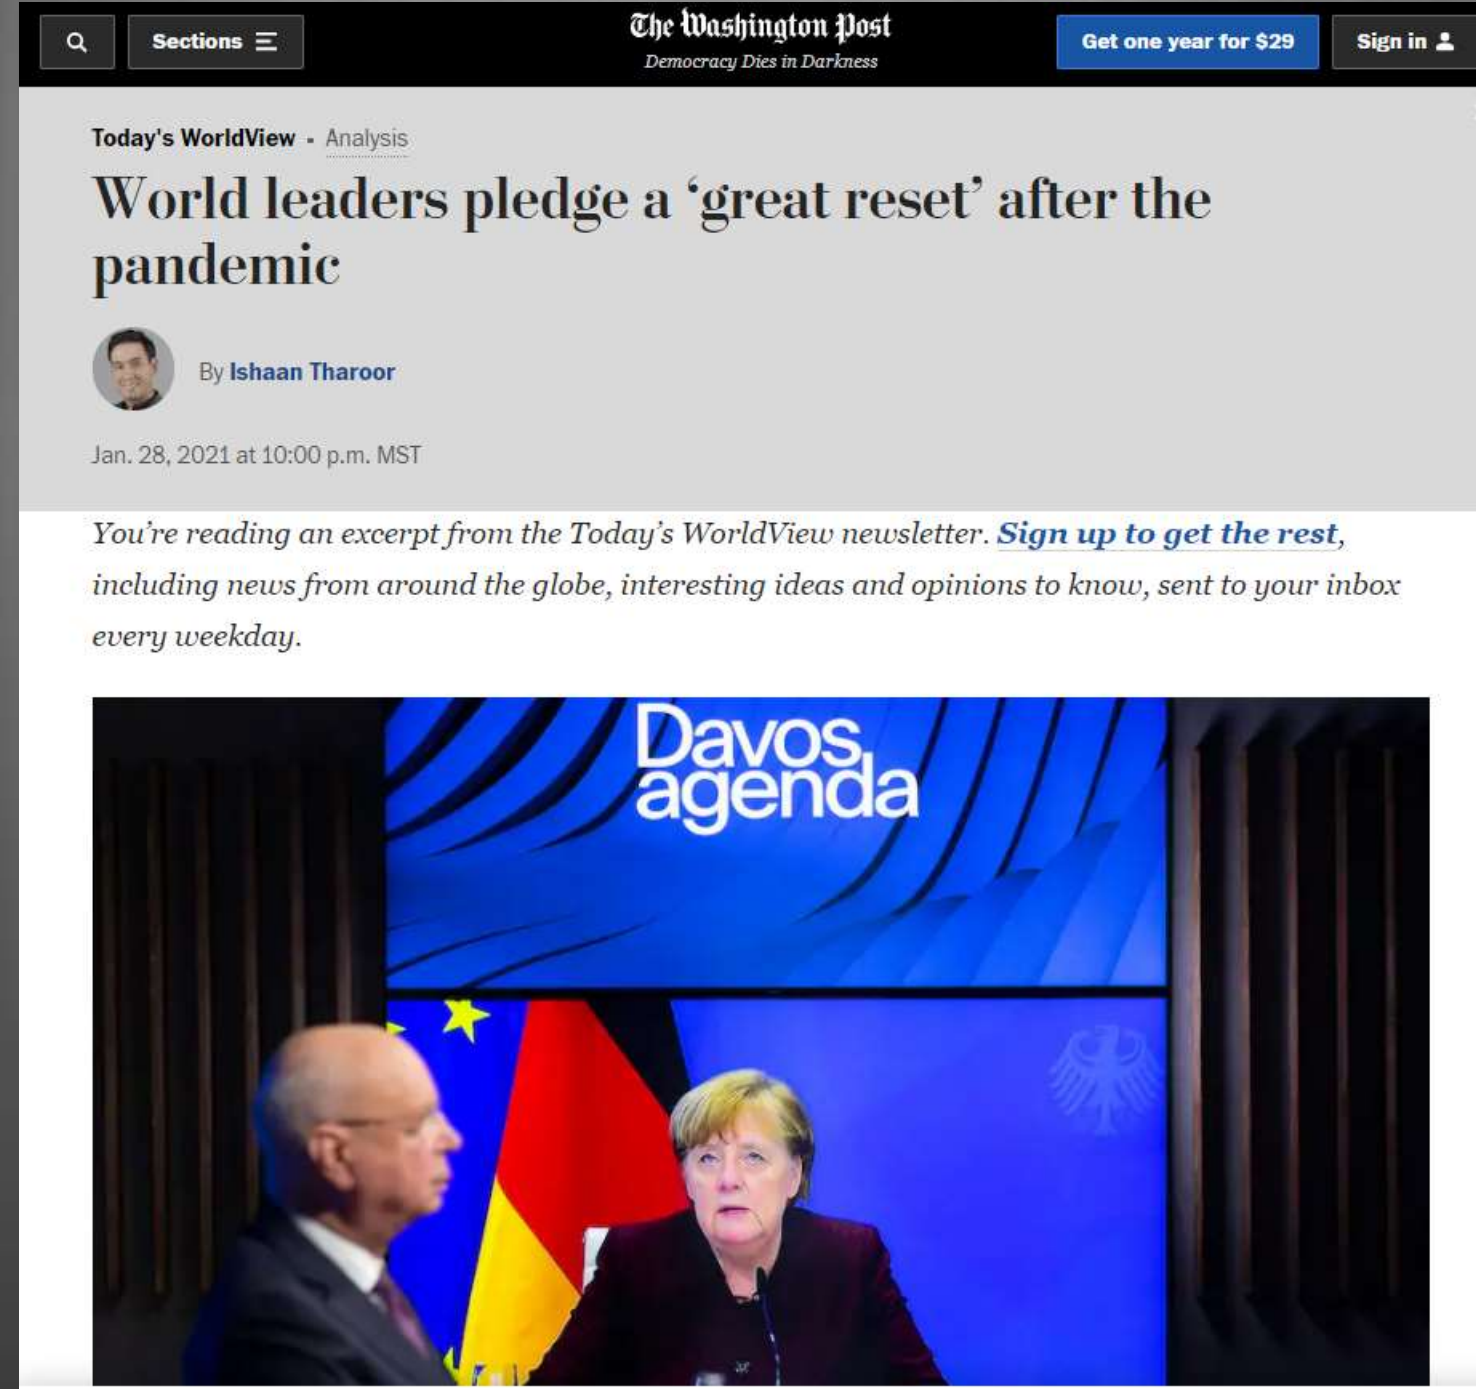 Sections
The Washington Post
Democracy Dies in Darkness
Get one year for $29
Sign in
Today's WorldView • Analysis
World leaders pledge a ‘great reset’ after the
pandemic
By Ishaan Tharoor
Jan. 28, 2021 at 10:00 p.m. MST
You’re reading an excerpt from the Today’s WorldView newsletter. Sign up to get the rest,
including news from around the globe, interesting ideas and opinions to know, sent to your inbox
every weekday.
Davos
agenda